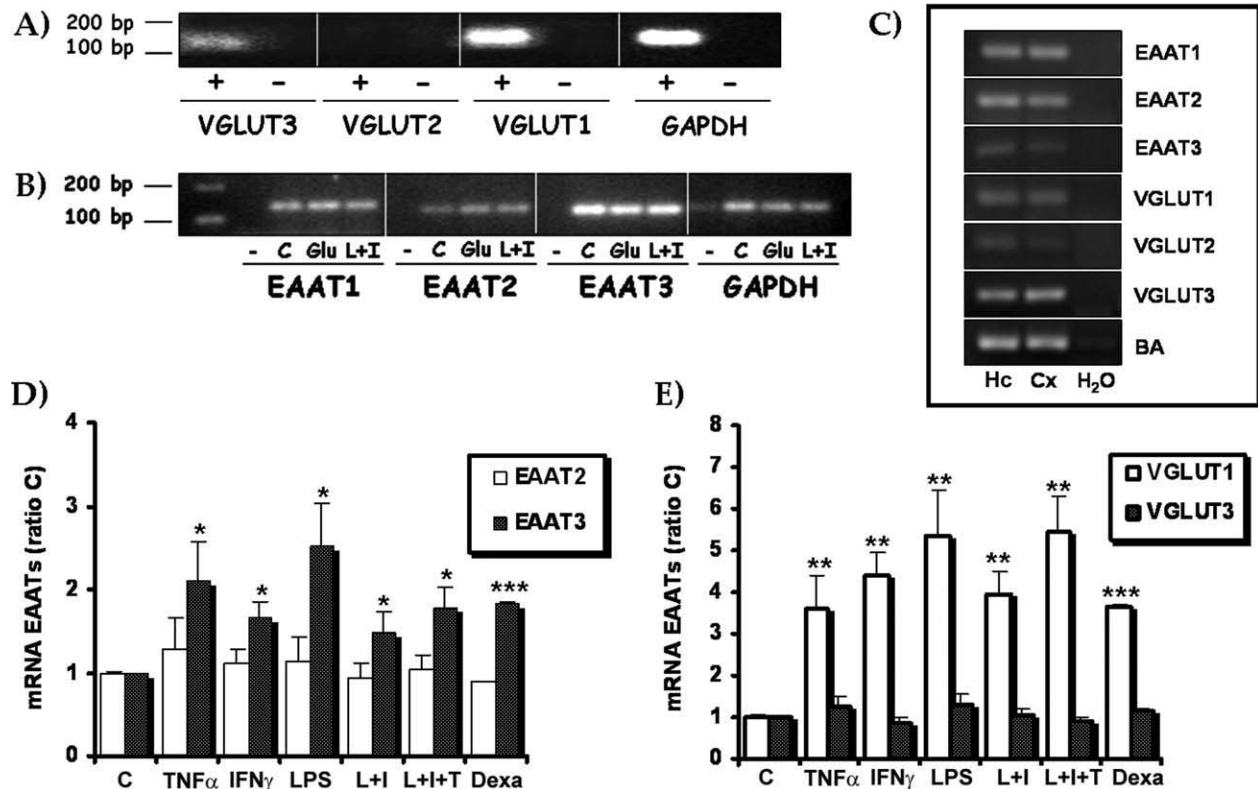 A)
200 bp
100 bp
+ - + - + - + -
VGLUT3 VGLUT2 VGLUT1 GAPDH
B)
200 bp
100 bp
- C Glu L+I - C Glu L+I - C Glu L+I - C Glu L+I
EAAT1 EAAT2 EAAT3 GAPDH
C)
EAAT1
EAAT2
EAAT3
VGLUT1
VGLUT2
VGLUT3
BA
Hc Cx H₂O
D)
mRNA EAATs (ratio C)
4
3
2
1
0
EAAT2
EAAT3
* * * * * ***
C TNFα IFNγ LPS L+I L+I+T Dexa
E)
mRNA EAATs (ratio C)
8
7
6
5
4
3
2
1
0
VGLUT1
VGLUT3
** ** ** ** ** ***
C TNFα IFNγ LPS L+I L+I+T Dexa